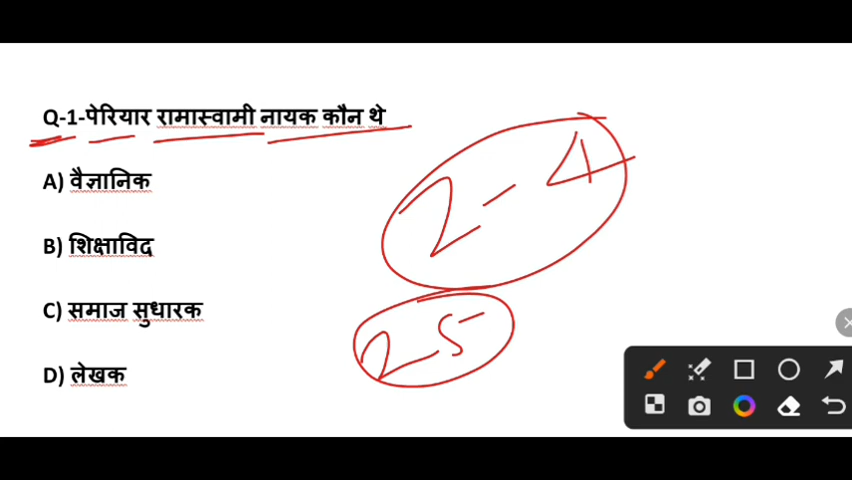 Q-1-पेरियार रामास्वामी नायक कौन थे
A) वैज्ञानिक
2-4
B) शिक्षाविद
C) समाज सुधारक
25
D) लेखक